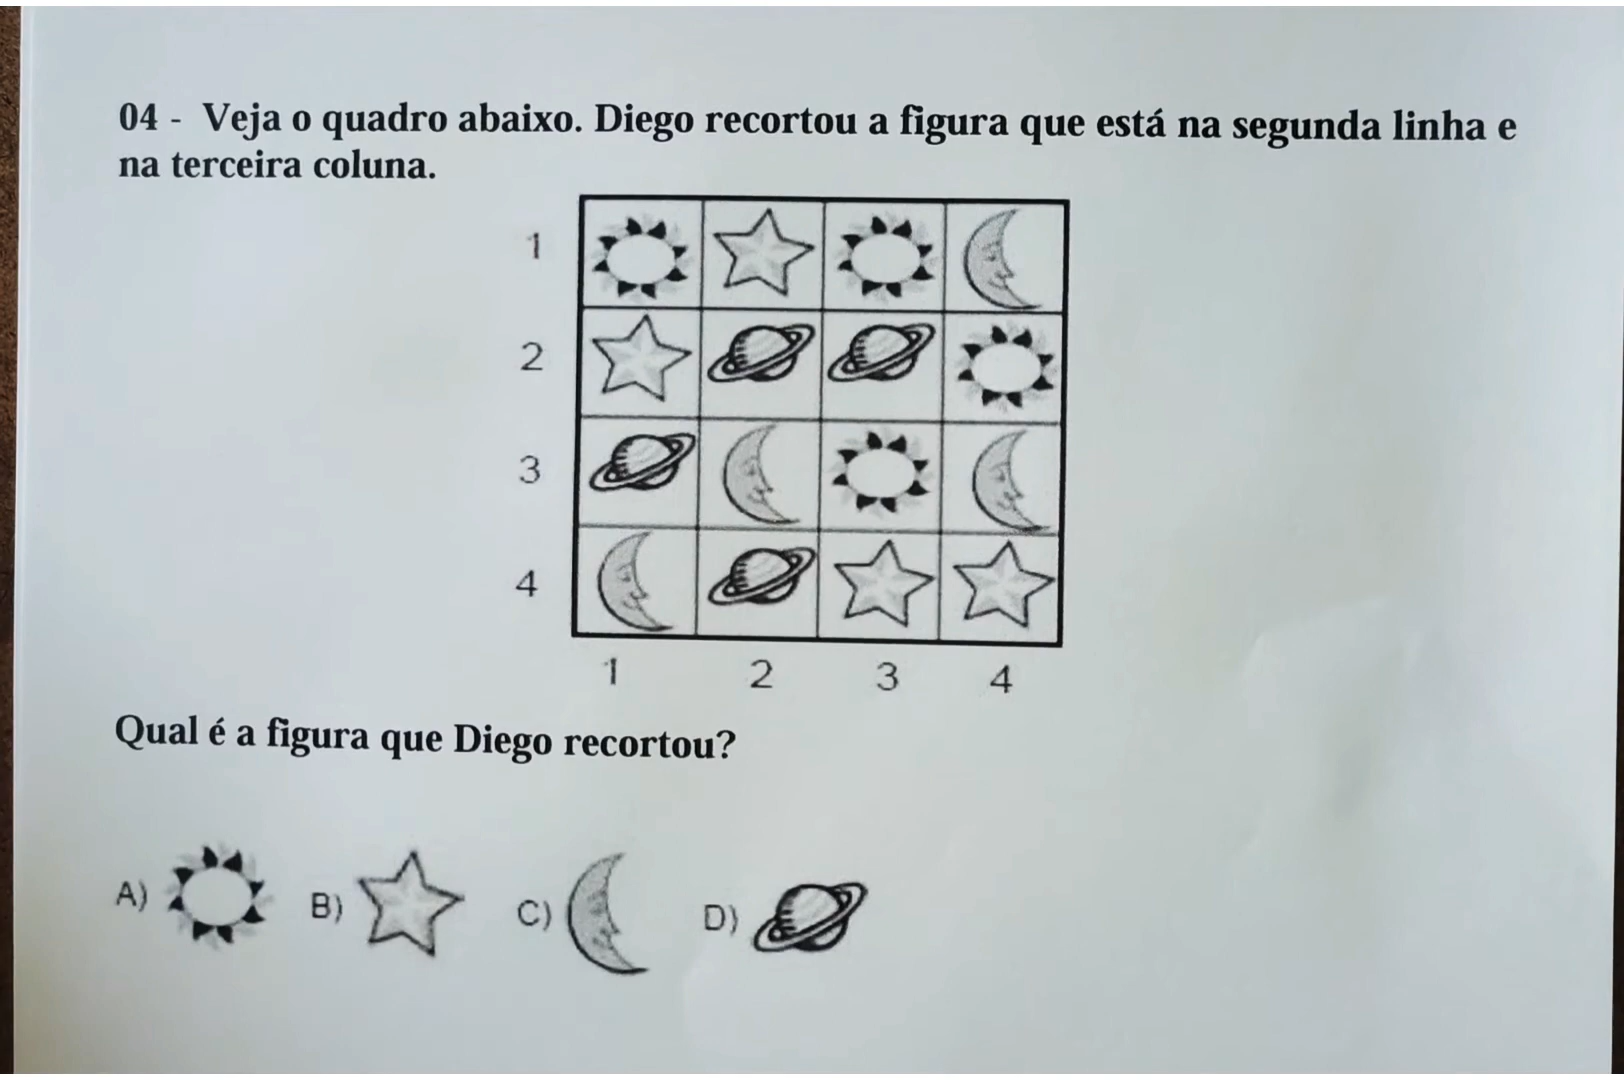 04 - Veja o quadro abaixo. Diego recortou a figura que está na segunda linha e
na terceira coluna.
1
2
3
4
1 2 3 4
Qual é a figura que Diego recortou?
A) B) C) D)